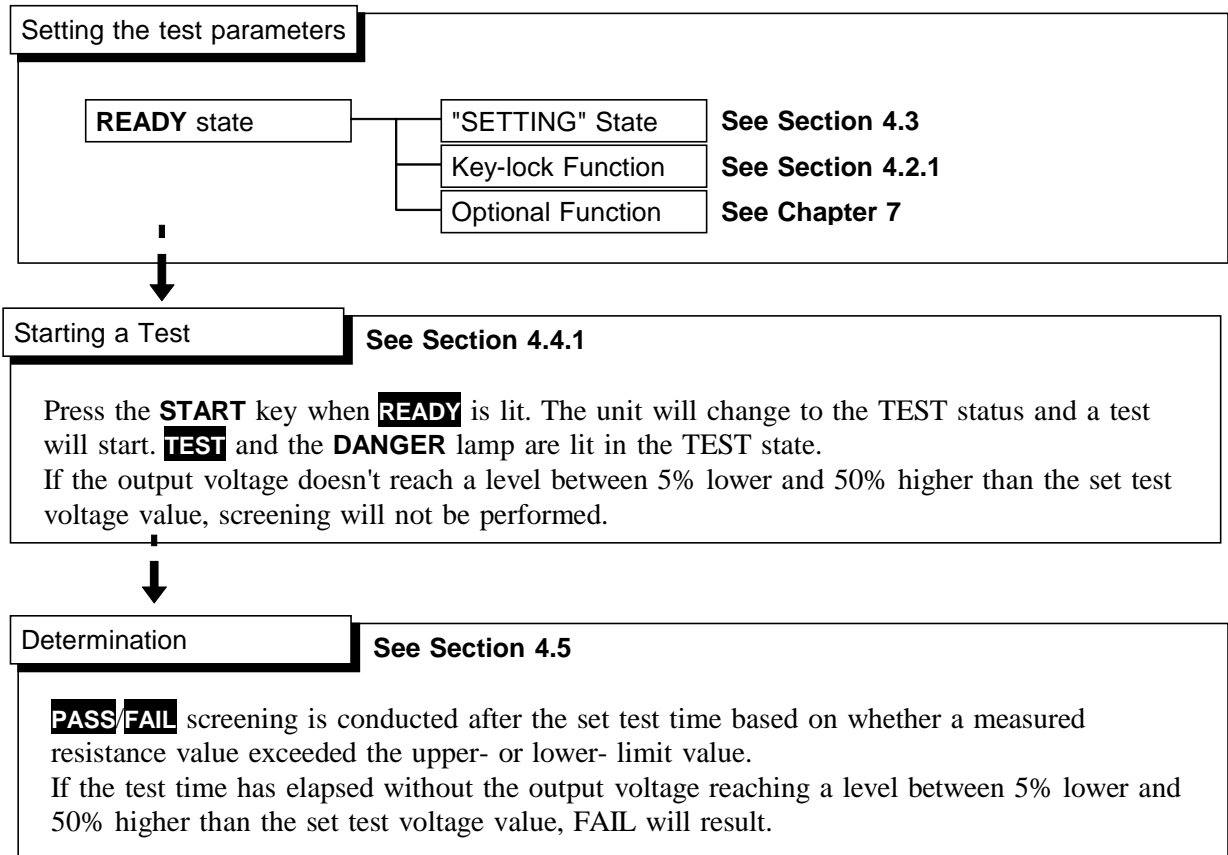 Setting the test parameters
READY state
"SETTING" State
See Section 4.3
Key-lock Function
See Section 4.2.1
Optional Function
See Chapter 7
Starting a Test
See Section 4.4.1
Press the START key when READY is lit. The unit will change to the TEST status and a test
will start. TEST and the DANGER lamp are lit in the TEST state.
If the output voltage doesn't reach a level between 5% lower and 50% higher than the set test
voltage value, screening will not be performed.
Determination
See Section 4.5
PASS/FAIL screening is conducted after the set test time based on whether a measured
resistance value exceeded the upper- or lower- limit value.
If the test time has elapsed without the output voltage reaching a level between 5% lower and
50% higher than the set test voltage value, FAIL will result.